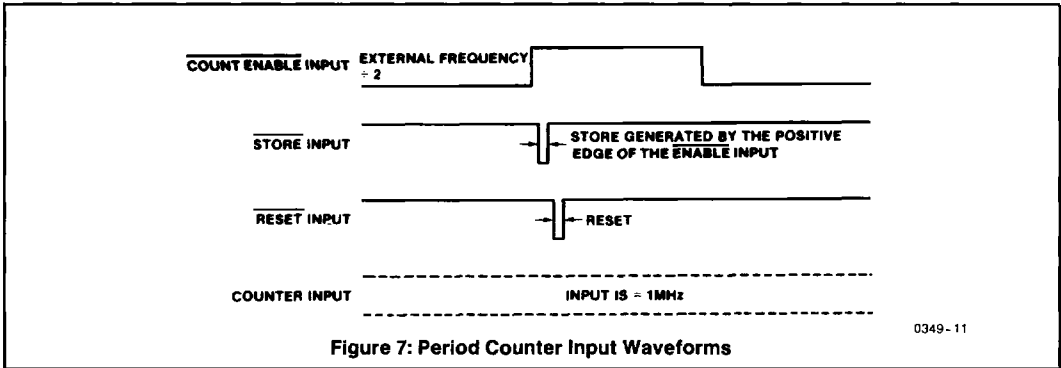 COUNT ENABLE INPUT
EXTERNAL FREQUENCY
÷ 2
STORE INPUT
STORE GENERATED BY THE POSITIVE
EDGE OF THE ENABLE INPUT
RESET INPUT
RESET
COUNTER INPUT
INPUT IS = 1MHz
0349-11
Figure 7: Period Counter Input Waveforms